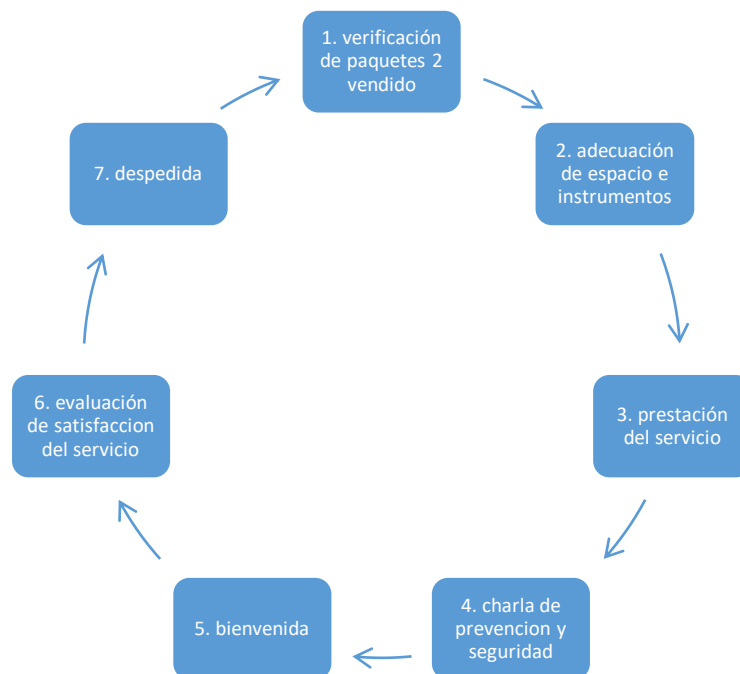 1. verificación
de paquetes 2
vendido
2. adecuación
de espacio e
instrumentos
3. prestación
del servicio
4. charla de
prevencion y
seguridad
5. bienvenida
6. evaluación
de satisfaccion
del servicio
7. despedida